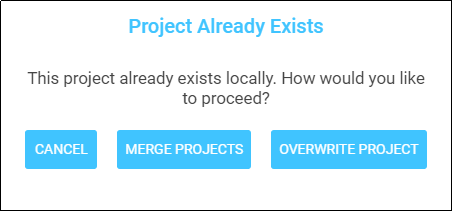 Project Already Exists
This project already exists locally. How would you like
to proceed?
CANCEL
MERGE PROJECTS
OVERWRITE PROJECT